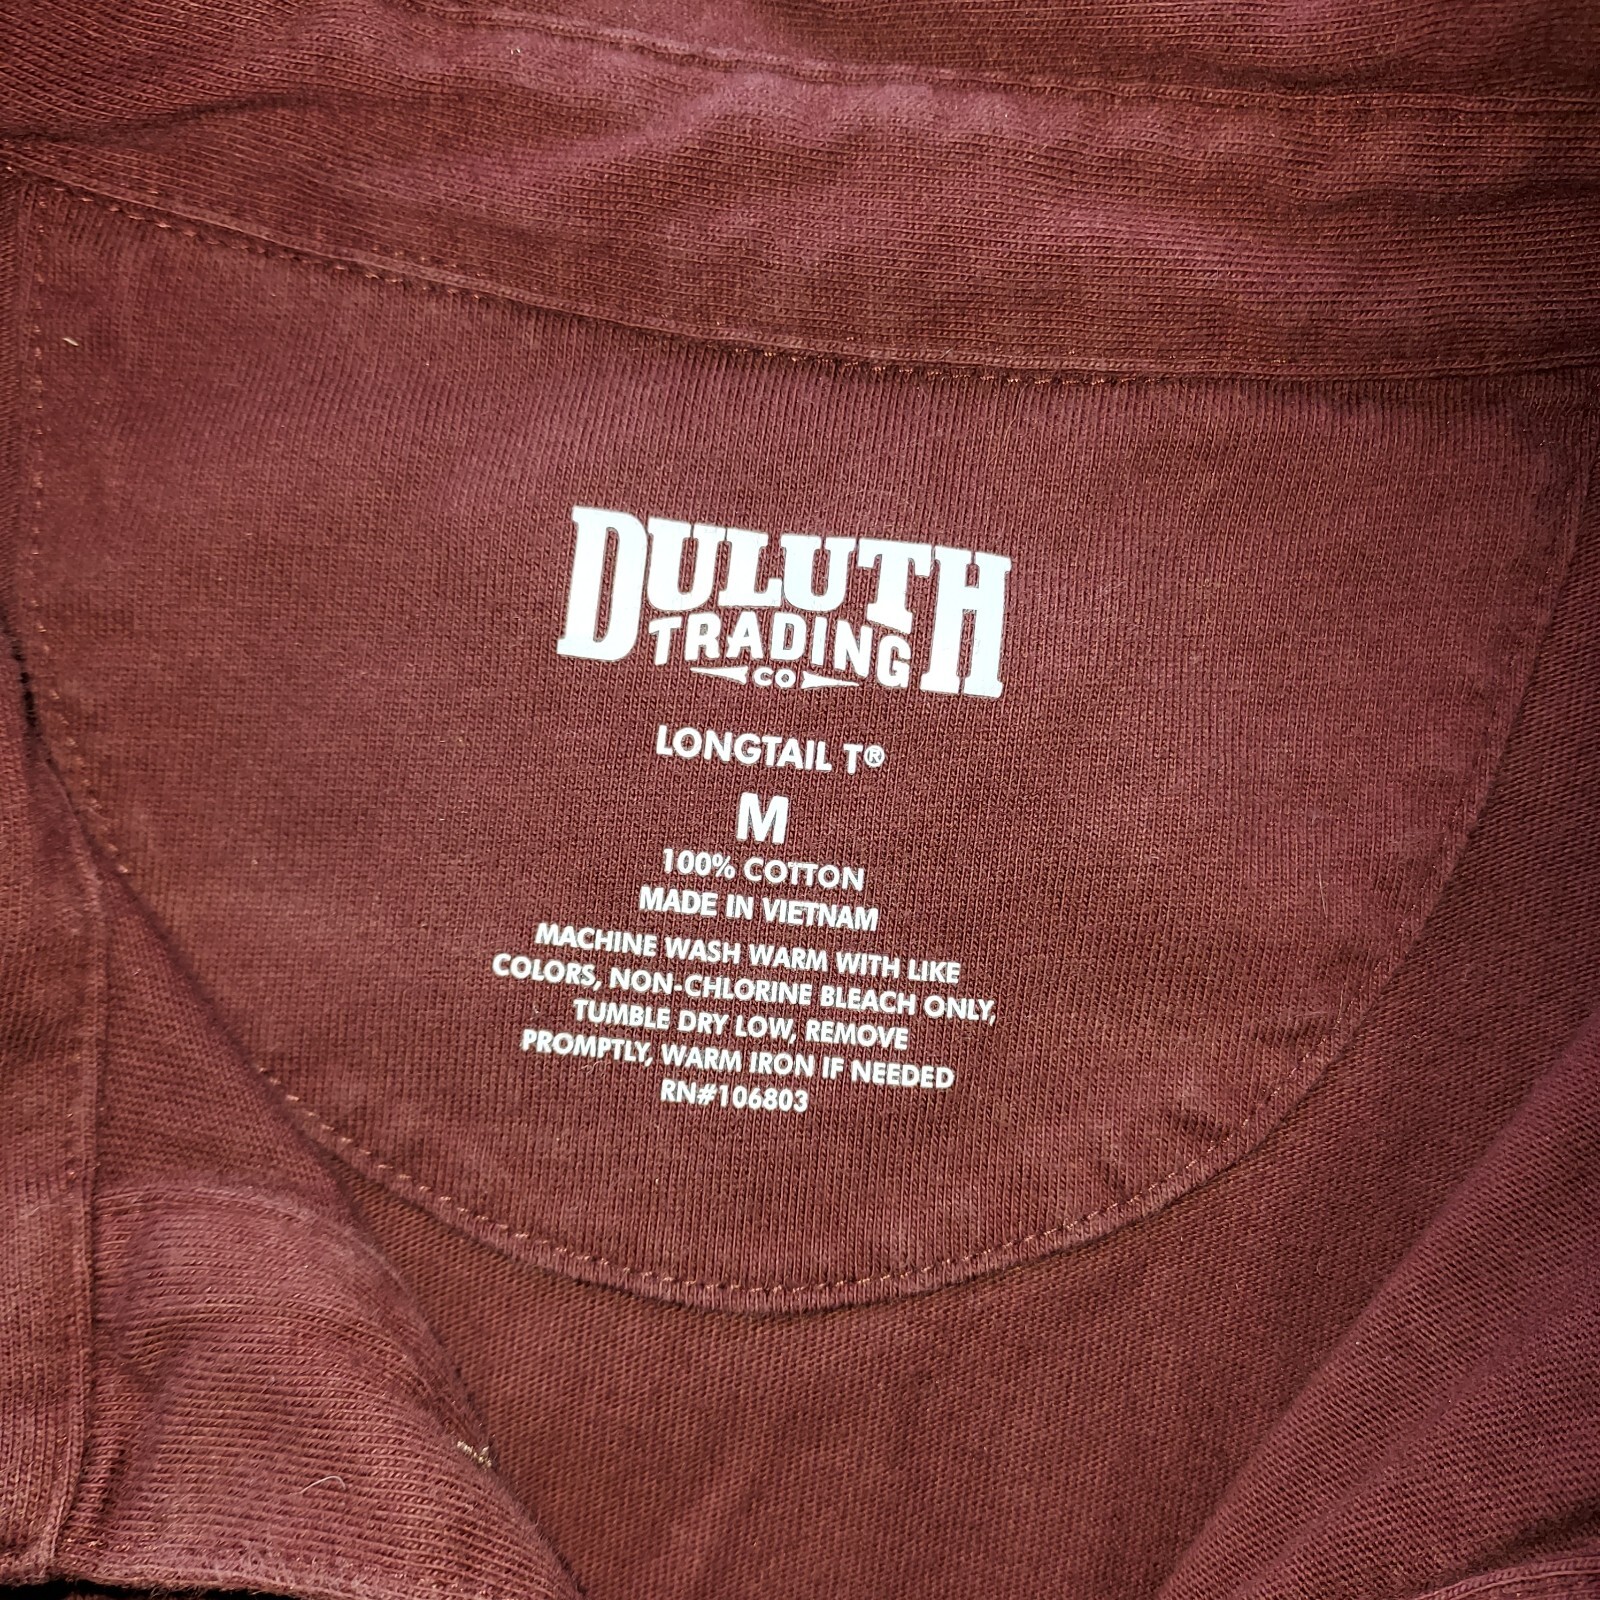 DULUTH
TRADING
CO
LONGTAIL T®
M
100% COTTON
MADE IN VIETNAM
MACHINE WASH WARM WITH LIKE
COLORS, NON-CHLORINE BLEACH ONLY,
TUMBLE DRY LOW, REMOVE
PROMPTLY, WARM IRON IF NEEDED
RN#106803